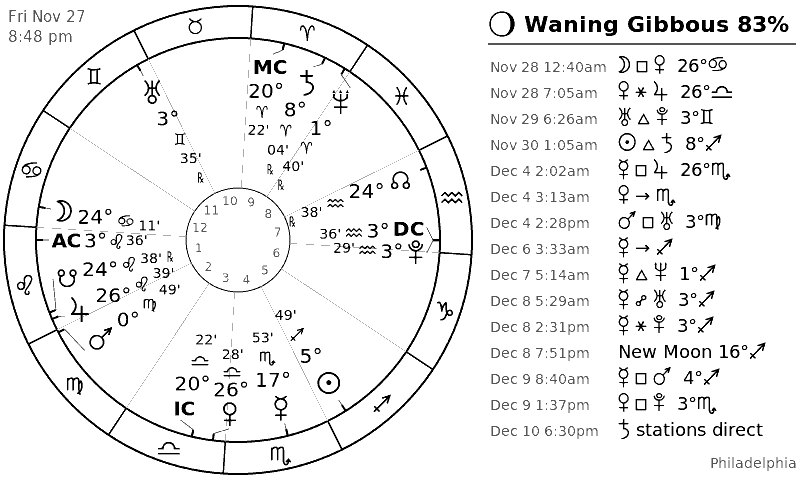 Fri Nov 27
8:48 pm
♉
♈
♊
♓
♋
♒
♌
♑
♍
♐
♎
♏
MC
20°
♈
22'
♄
8°
♈
04'
℞
♆
1°
♈
40'
℞
♅
3°
♊
35'
℞
38' ♒ 24° ☊
℞
36' ♒ 3° DC
29' ♒ 3° ♇
☽ 24° ♋ 11'
AC 3° ♌ 36'
☋ 24° ♌ 38' ℞
♃ 26° ♌ 39'
♂ 0° ♍ 49'
22'
♎
20°
IC
28'
♎
26°
♀
53'
♏
17°
☿
49'
♐
5°
☉
10 9
11 8
12 7
1 6
2 5
3 4
Waning Gibbous 83%
Nov 28 12:40am ☽ □ ♀ 26°♋
Nov 28 7:05am ♀ ⚹ ♃ 26°♎
Nov 29 6:26am ♅ △ ♇ 3°♊
Nov 30 1:05am ☉ △ ♄ 8°♐
Dec 4 2:02am ☿ □ ♃ 26°♏
Dec 4 3:13am ♀ → ♏
Dec 4 2:28pm ♂ □ ♅ 3°♍
Dec 6 3:33am ☿ → ♐
Dec 7 5:14am ☿ △ ♆ 1°♐
Dec 8 5:29am ☿ ☍ ♅ 3°♐
Dec 8 2:31pm ☿ ⚹ ♇ 3°♐
Dec 8 7:51pm New Moon 16°♐
Dec 9 8:40am ☿ □ ♂ 4°♐
Dec 9 1:37pm ♀ □ ♇ 3°♏
Dec 10 6:30pm ♄ stations direct
Philadelphia